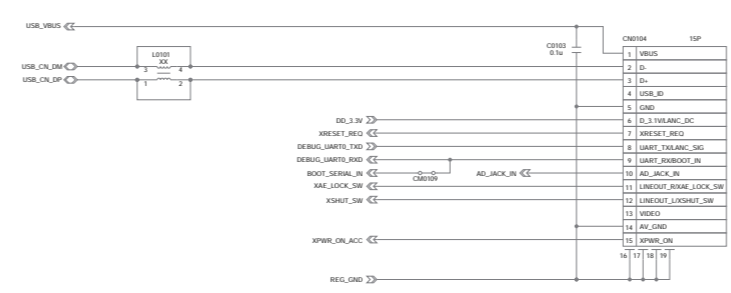 USB_VBUS
CN0104 15P
C0103
0.1u
1 VBUS
L0101
XX
USB_CN_DM 3 4 2 D-
USB_CN_DP 1 2 3 D+
4 USB_ID
5 GND
DD_3.3V 6 D_3.1V/LANC_DC
XRESET_REQ 7 XRESET_REQ
DEBUG_UART0_TXD 8 UART_TX/LANC_SIG
DEBUG_UART0_RXD 9 UART_RX/BOOT_IN
BOOT_SERIAL_IN CM0109 AD_JACK_IN 10 AD_JACK_IN
XAE_LOCK_SW 11 LINEOUT_R/XAE_LOCK_SW
XSHUT_SW 12 LINEOUT_L/XSHUT_SW
13 VIDEO
14 AV_GND
XPWR_ON_ACC 15 XPWR_ON
16 17 18 19
REG_GND